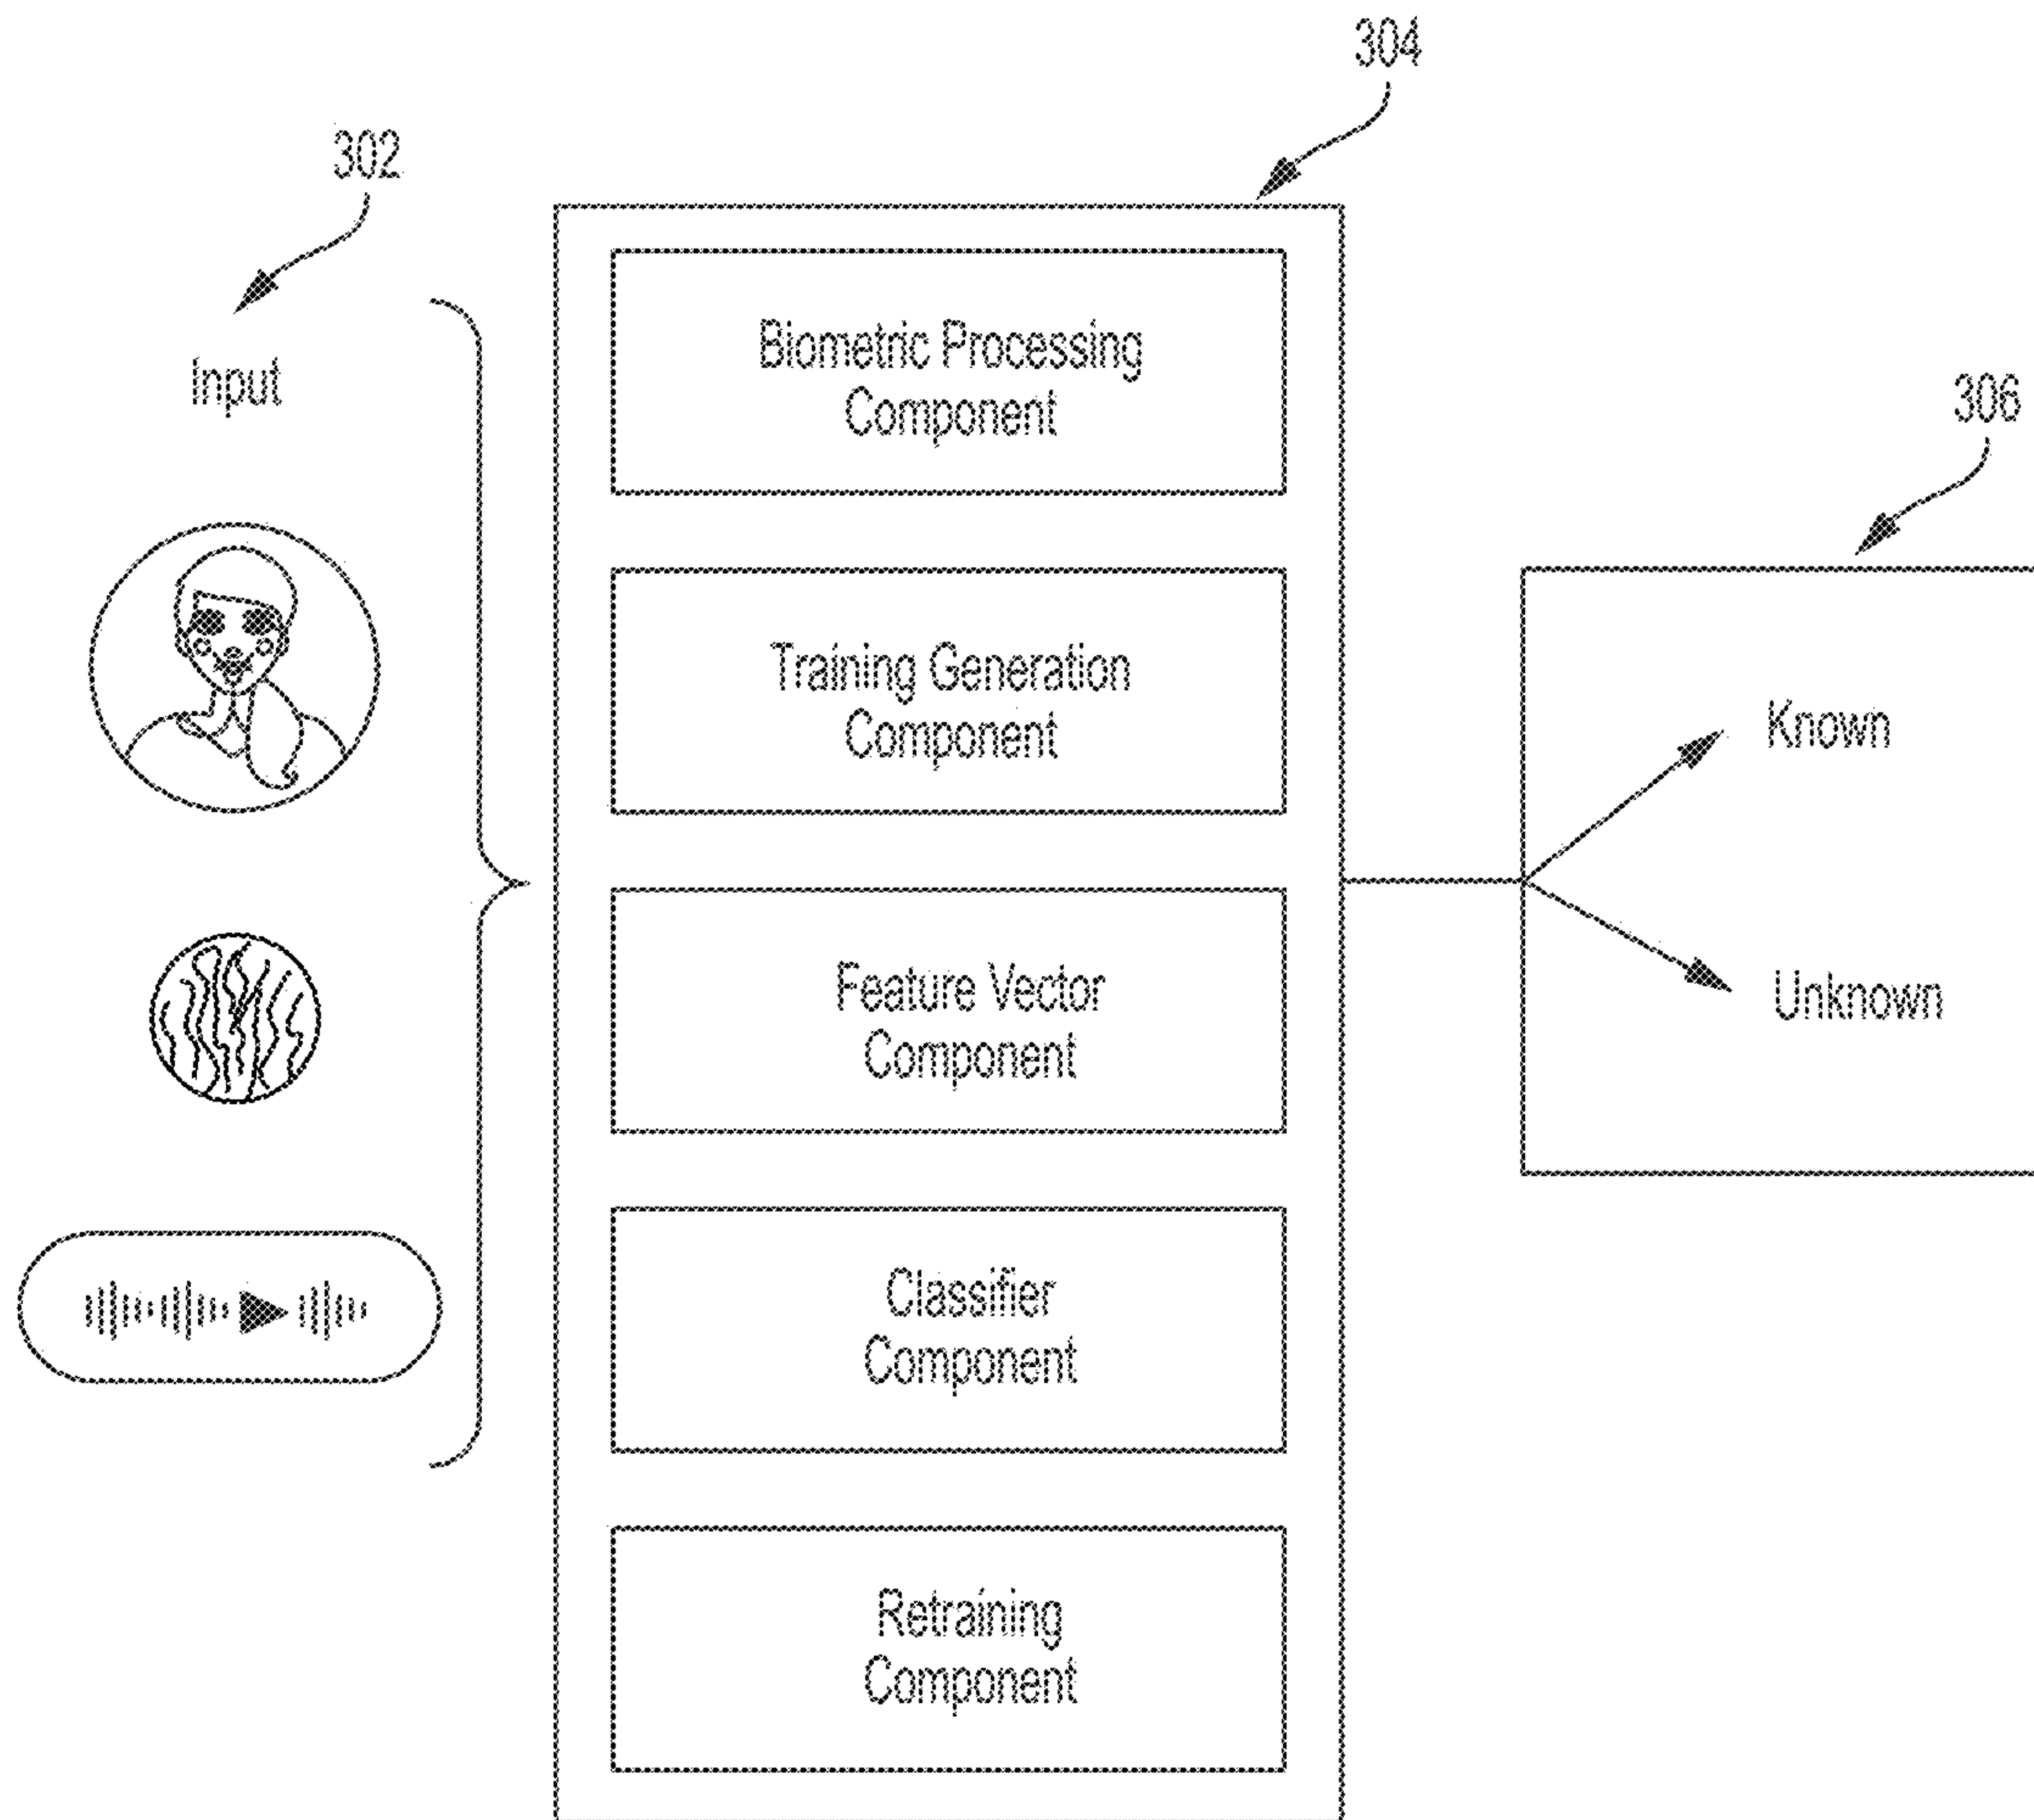 304
302
Input
Biometric Processing
Component
306
Training Generation
Component
Known
Feature Vector
Component
Unknown
Classifier
Component
Retraining
Component